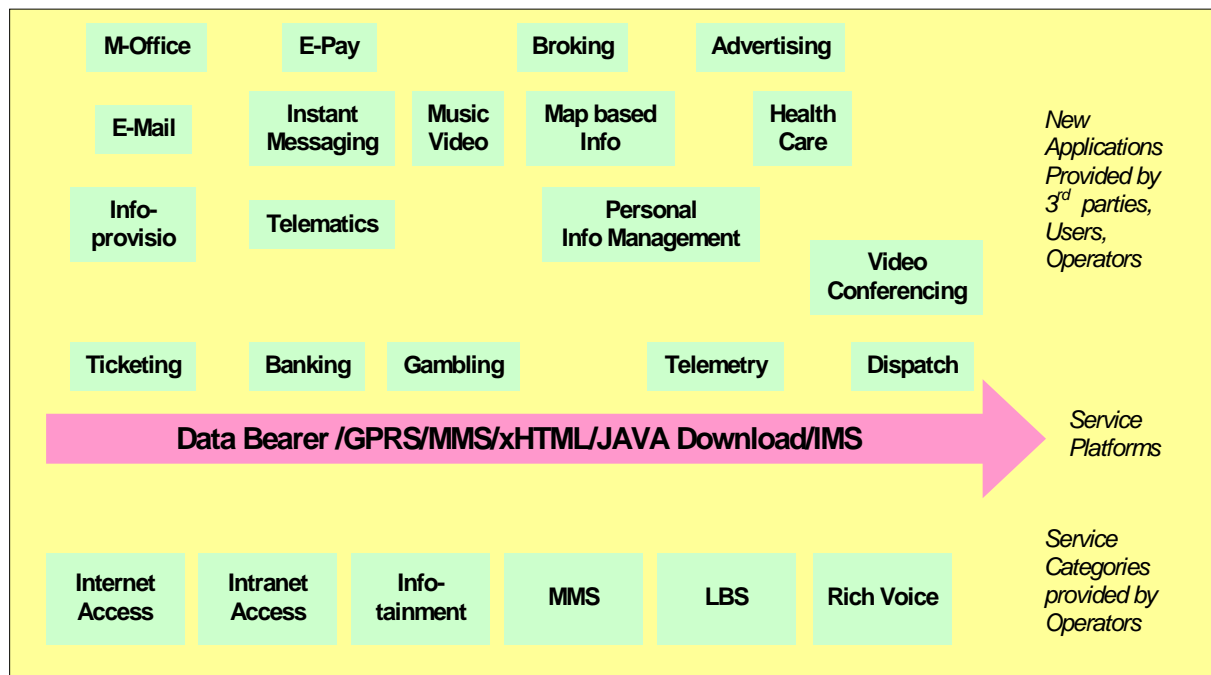 M-Office
E-Pay
Broking
Advertising
E-Mail
Instant
Messaging
Music
Video
Map based
Info
Health
Care
New
Applications
Provided by
3rd parties,
Users,
Operators
Info-
provisio
Telematics
Personal
Info Management
Video
Conferencing
Ticketing
Banking
Gambling
Telemetry
Dispatch
Data Bearer /GPRS/MMS/xHTML/JAVA Download/IMS
Service
Platforms
Internet
Access
Intranet
Access
Info-
tainment
MMS
LBS
Rich Voice
Service
Categories
provided by
Operators